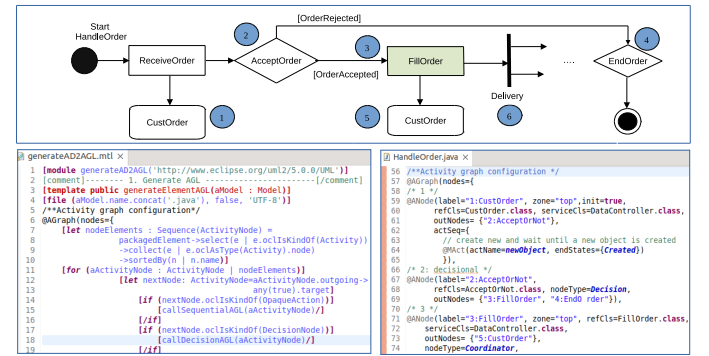 Start
HandleOrder
[OrderRejected]
2
4
3
ReceiveOrder
AcceptOrder
FillOrder
EndOrder
....
[OrderAccepted]
Delivery
CustOrder
1
5
CustOrder
6
generateAD2AGL.mtl
1 [module generateAD2AGL('http://www.eclipse.org/uml2/5.0.0/UML')]
2 [comment]-------- 1. Generate AGL -----------------------[/comment]
3 [template public generateElementAGL(aModel : Model)]
4 [file (aModel.name.concat('.java'), false, 'UTF-8')]
5 /**Activity graph configuration*/
6 @AGraph(nodes={
7 [let nodeElements : Sequence(ActivityNode) =
8 packagedElement->select(e | e.oclIsKindOf(Activity))
9 ->collect(e | e.oclAsType(Activity).node)
10 ->sortedBy(n | n.name)]
11 [for (aActivityNode : ActivityNode | nodeElements)]
12 [let nextNode: ActivityNode=aActivityNode.outgoing->
13 any(true).target]
14 [if (nextNode.oclIsKindOf(OpaqueAction))]
15 [callSequentialAGL(aActivityNode)/]
16 [/if]
17 [if (nextNode.oclIsKindOf(DecisionNode))]
18 [callDecisionAGL(aActivityNode)/]
19 [/if]
HandleOrder.java
56 /**Activity graph configuration */
57 @AGraph(nodes={
58 /* 1 */
59 @ANode(label="1:CustOrder", zone="top",init=true,
60 refCls=CustOrder.class, serviceCls=DataController.class,
61 outNodes= {"2:AcceptOrNot"},
62 actSeq={
63 // create new and wait until a new object is created
64 @MAct(actName=newObject, endStates={Created})
65 }),
66 /* 2: decisional */
67 @ANode(label="2:AcceptOrNot",
68 refCls=AcceptOrNot.class, nodeType=Decision,
69 outNodes= {"3:FillOrder", "4:EndO rder"}),
70 /* 3 */
71 @ANode(label="3:FillOrder", zone="top", refCls=FillOrder.class,
72 serviceCls=DataController.class,
73 outNodes= {"5:CustOrder"},
74 nodeType=Coordinator,